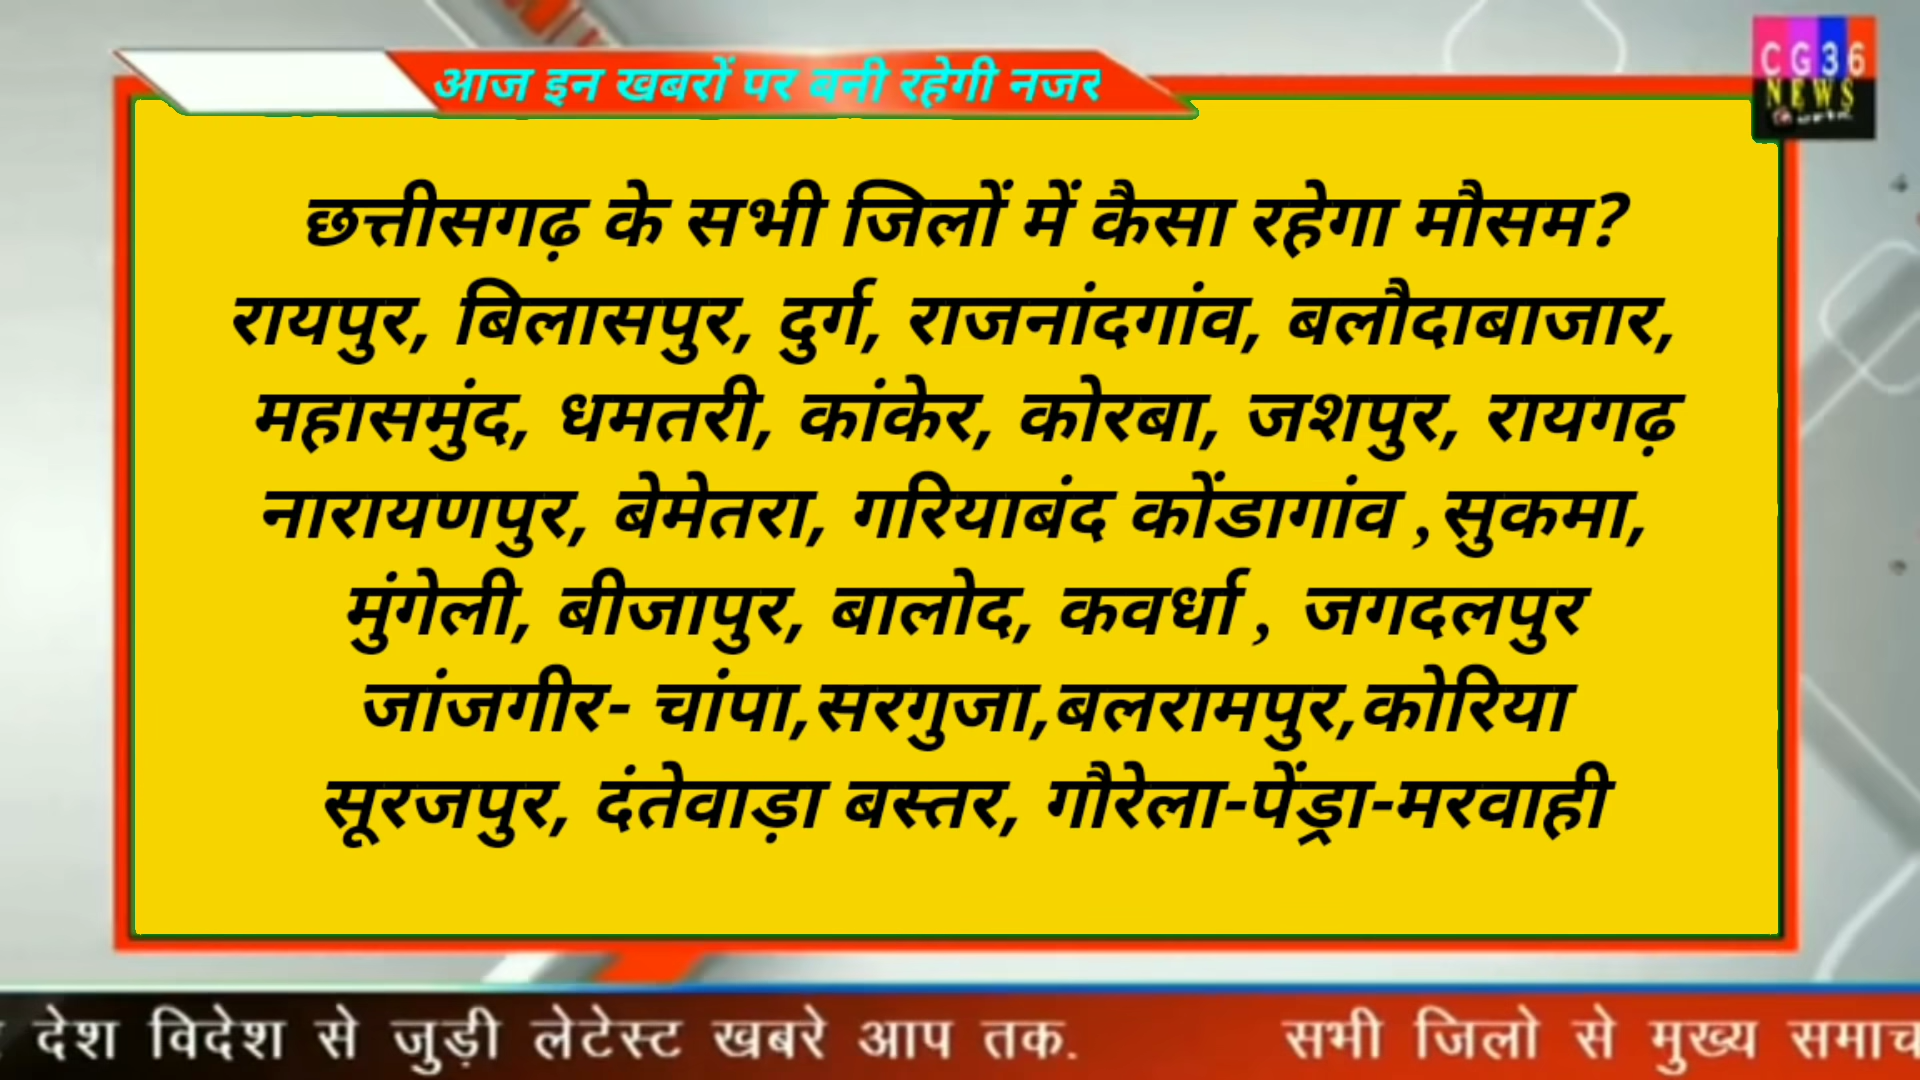 आज इन खबरों पर बनी रहेगी नजर
CG36
NEWS
छत्तीसगढ़ के सभी जिलों में कैसा रहेगा मौसम?
रायपुर, बिलासपुर, दुर्ग, राजनांदगांव, बलौदाबाजार,
महासमुंद, धमतरी, कांकेर, कोरबा, जशपुर, रायगढ़
नारायणपुर, बेमेतरा, गरियाबंद कोंडागांव ,सुकमा,
मुंगेली, बीजापुर, बालोद, कवर्धा , जगदलपुर
जांजगीर- चांपा,सरगुजा,बलरामपुर,कोरिया
सूरजपुर, दंतेवाड़ा बस्तर, गौरेला-पेंड्रा-मरवाही
देश विदेश से जुड़ी लेटेस्ट खबरे आप तक. सभी जिलो से मुख्य समाच